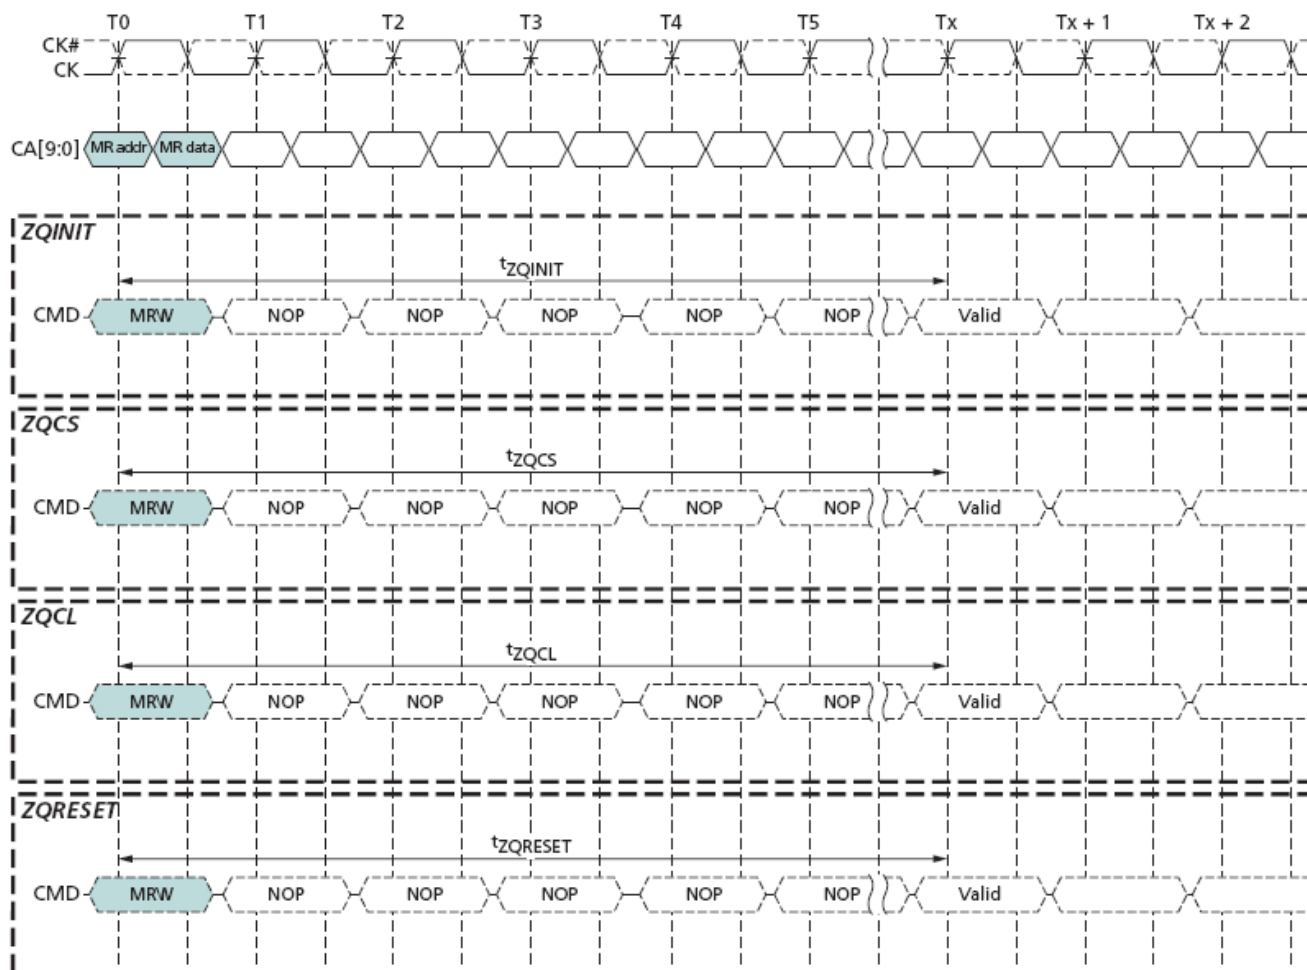 T0 T1 T2 T3 T4 T5 Tx Tx + 1 Tx + 2
CK#
CK
CA[9:0] MR addr MR data
ZQINIT
tZQINIT
CMD MRW NOP NOP NOP NOP NOP Valid
ZQCS
tZQCS
CMD MRW NOP NOP NOP NOP NOP Valid
ZQCL
tZQCL
CMD MRW NOP NOP NOP NOP NOP Valid
ZQRESET
tZQRESET
CMD MRW NOP NOP NOP NOP NOP Valid